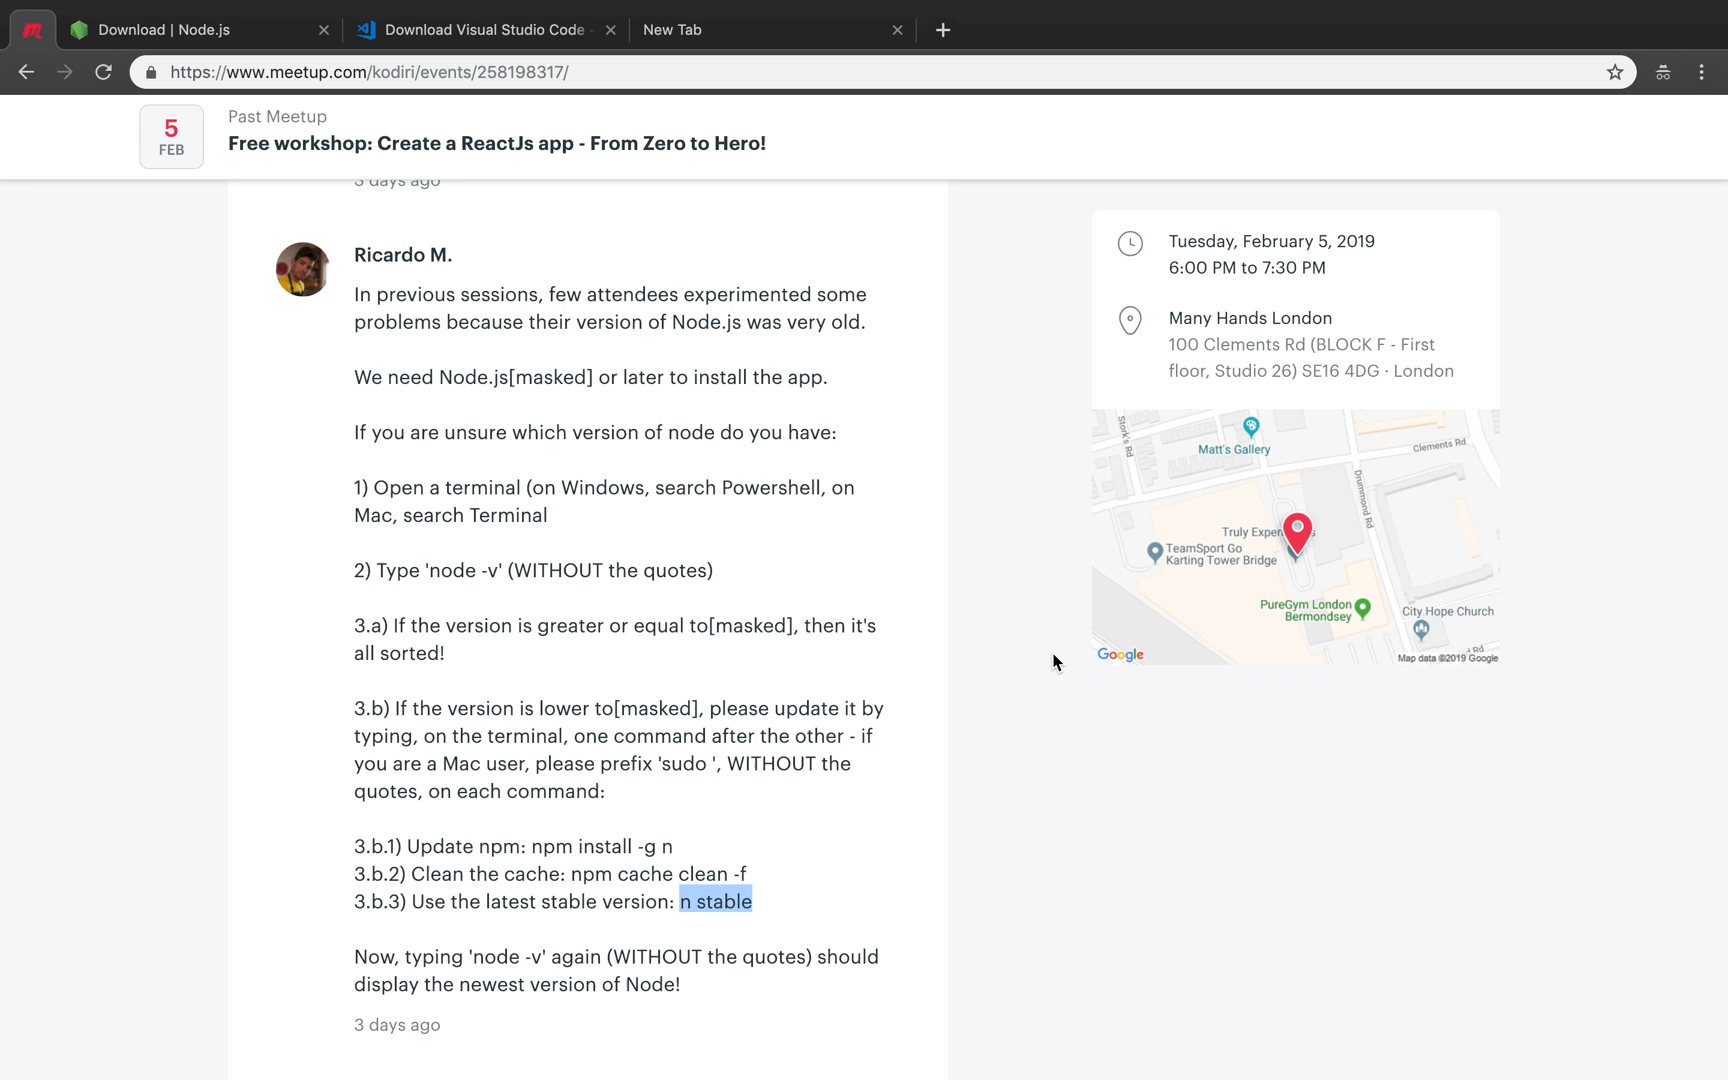 Download | Node.js
Download Visual Studio Code -
New Tab
https://www.meetup.com/kodiri/events/258198317/
5
FEB
Past Meetup
Free workshop: Create a ReactJs app - From Zero to Hero!
3 days ago
Ricardo M.
In previous sessions, few attendees experimented some
problems because their version of Node.js was very old.
We need Node.js[masked] or later to install the app.
If you are unsure which version of node do you have:
1) Open a terminal (on Windows, search Powershell, on
Mac, search Terminal
2) Type 'node -v' (WITHOUT the quotes)
3.a) If the version is greater or equal to[masked], then it's
all sorted!
3.b) If the version is lower to[masked], please update it by
typing, on the terminal, one command after the other - if
you are a Mac user, please prefix 'sudo ', WITHOUT the
quotes, on each command:
3.b.1) Update npm: npm install -g n
3.b.2) Clean the cache: npm cache clean -f
3.b.3) Use the latest stable version: n stable
Now, typing 'node -v' again (WITHOUT the quotes) should
display the newest version of Node!
3 days ago
Tuesday, February 5, 2019
6:00 PM to 7:30 PM
Many Hands London
100 Clements Rd (BLOCK F - First
floor, Studio 26) SE16 4DG · London
Stork's Rd
Matt's Gallery
Clements Rd
Drummond Rd
Truly
TeamSport Go
Karting Tower Bridge
PureGym London
Bermondsey
City Hope Church
Rd
Google
Map data ©2019 Google